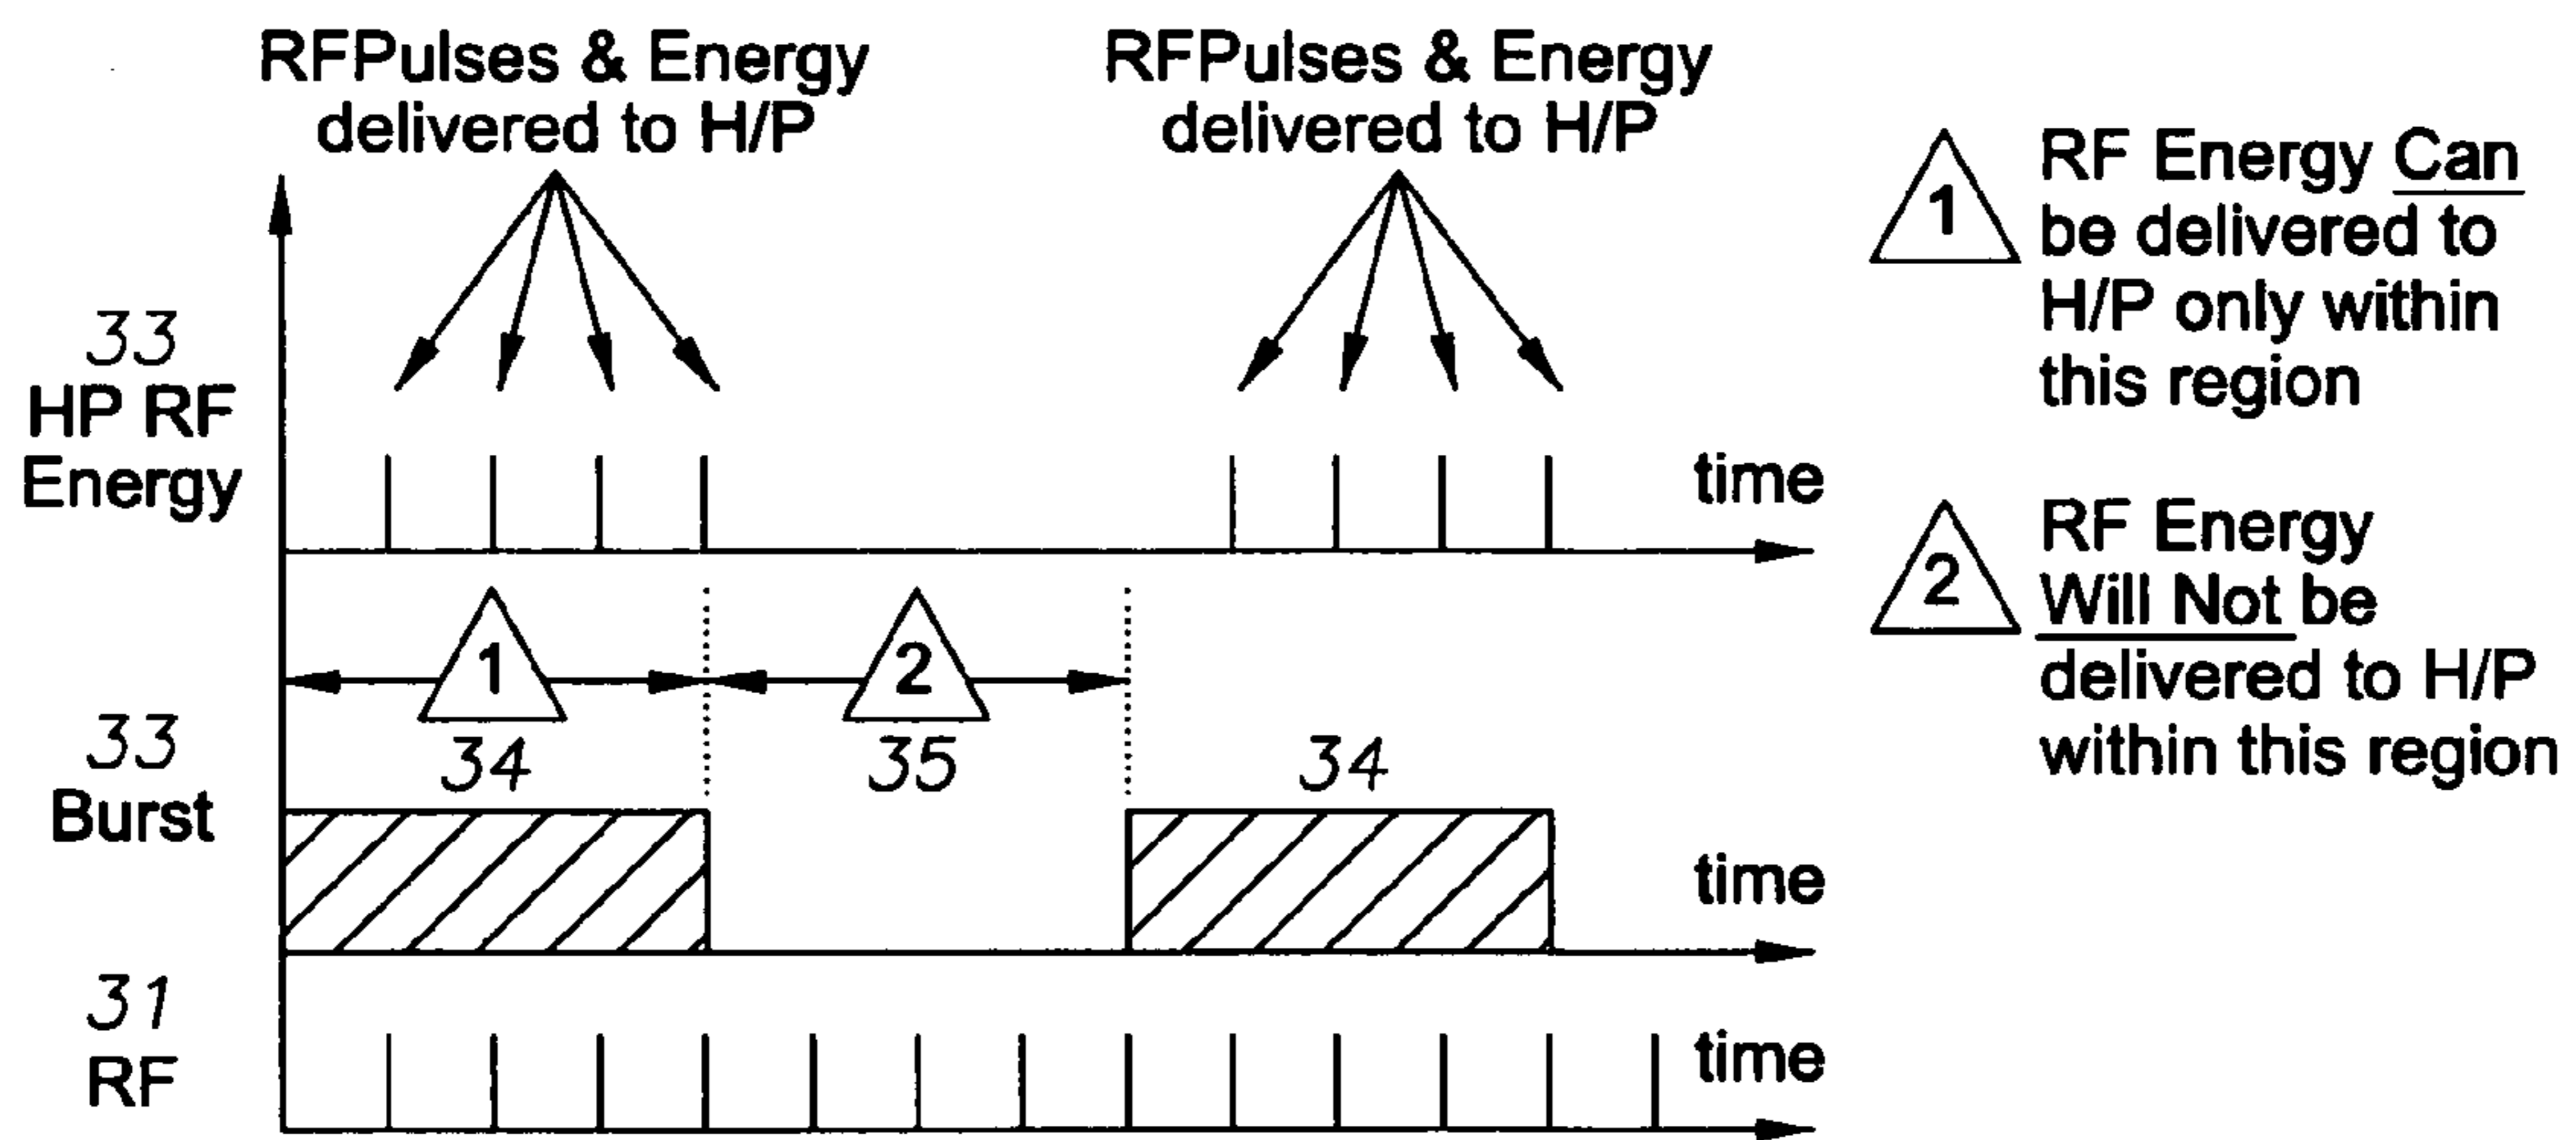 RFPulses & Energy
delivered to H/P
RFPulses & Energy
delivered to H/P
33
HP RF
Energy
time
1
2
33
Burst
34
35
34
time
31
RF
time
1
RF Energy Can
be delivered to
H/P only within
this region
2
RF Energy
Will Not be
delivered to H/P
within this region